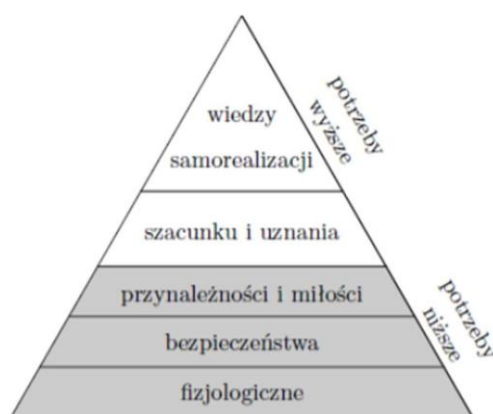 wiedzy
samorealizacji
potrzeby
wyższe
szacunku i uznania
przynależności i miłości
bezpieczeństwa
fizjologiczne
potrzeby
niższe